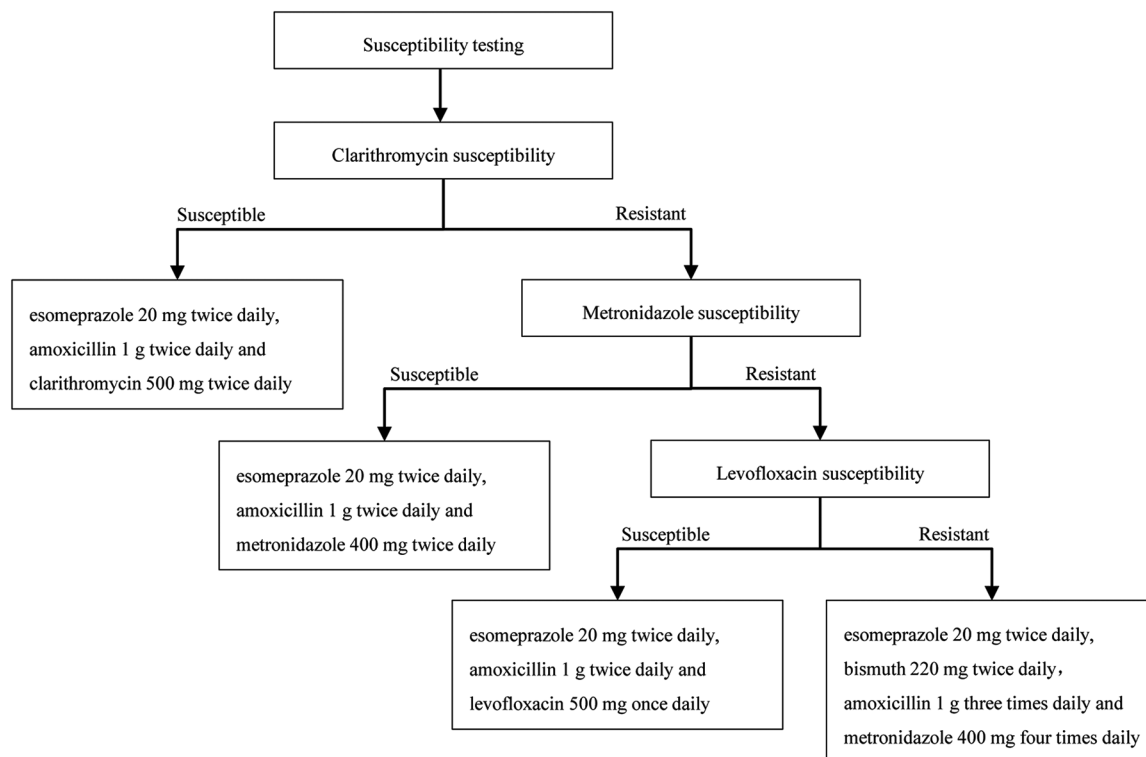 Susceptibility testing
Clarithromycin susceptibility
Susceptible
Resistant
esomeprazole 20 mg twice daily,
amoxicillin 1 g twice daily and
clarithromycin 500 mg twice daily
Metronidazole susceptibility
Susceptible
Resistant
esomeprazole 20 mg twice daily,
amoxicillin 1 g twice daily and
metronidazole 400 mg twice daily
Levofloxacin susceptibility
Susceptible
Resistant
esomeprazole 20 mg twice daily,
amoxicillin 1 g twice daily and
levofloxacin 500 mg once daily
esomeprazole 20 mg twice daily,
bismuth 220 mg twice daily，
amoxicillin 1 g three times daily and
metronidazole 400 mg four times daily